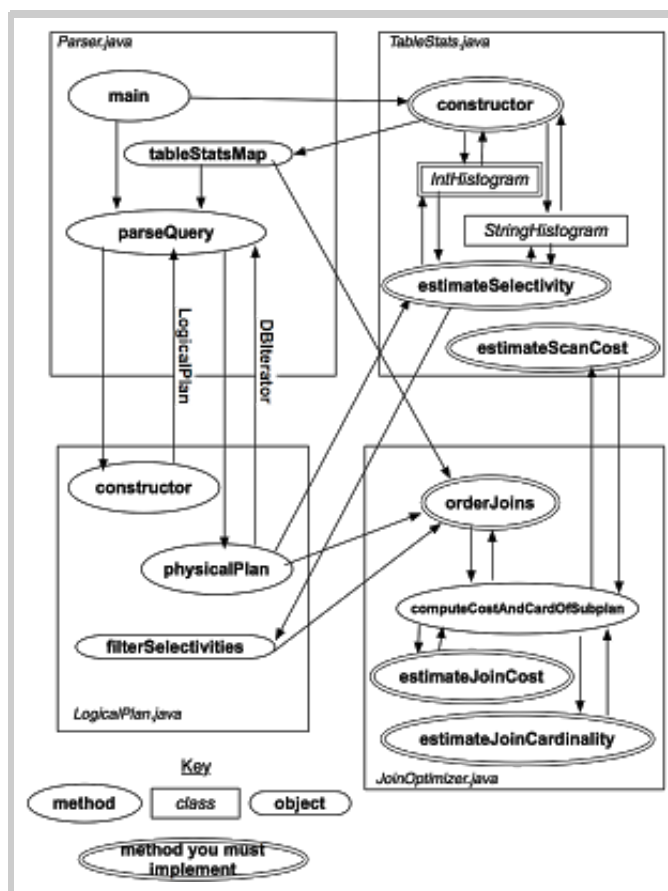 Parser.java
main
tableStatsMap
parseQuery
LogicalPlan
DBIterator
TableStats.java
constructor
IntHistogram
StringHistogram
estimateSelectivity
estimateScanCost
constructor
physicalPlan
filterSelectivities
LogicalPlan.java
orderJoins
computeCostAndCardOfSubplan
estimateJoinCost
estimateJoinCardinality
JoinOptimizer.java
Key
method
class
object
method you must
implement